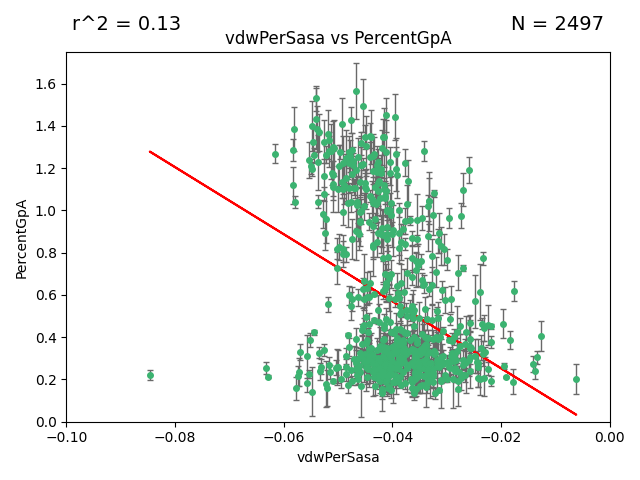 r^2 = 0.13
N = 2497
vdwPerSasa vs PercentGpA
PercentGpA
1.6
1.4
1.2
1.0
0.8
0.6
0.4
0.2
0.0
−0.10 −0.08 −0.06 −0.04 −0.02 0.00
vdwPerSasa